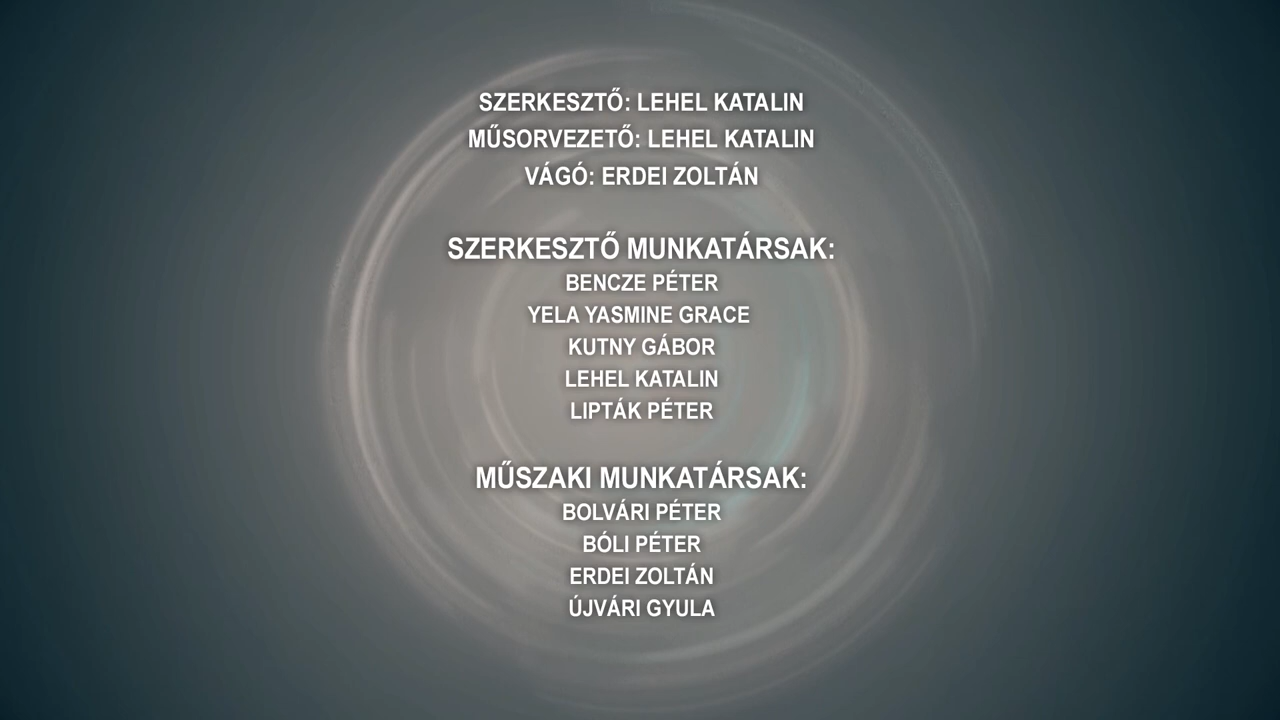 SZERKESZTŐ: LEHEL KATALIN
MŰSORVEZETŐ: LEHEL KATALIN
VÁGÓ: ERDEI ZOLTÁN
SZERKESZTŐ MUNKATÁRSAK:
BENCZE PÉTER
YELA YASMINE GRACE
KUTNY GÁBOR
LEHEL KATALIN
LIPTÁK PÉTER
MŰSZAKI MUNKATÁRSAK:
BOLVÁRI PÉTER
BÓLI PÉTER
ERDEI ZOLTÁN
ÚJVÁRI GYULA